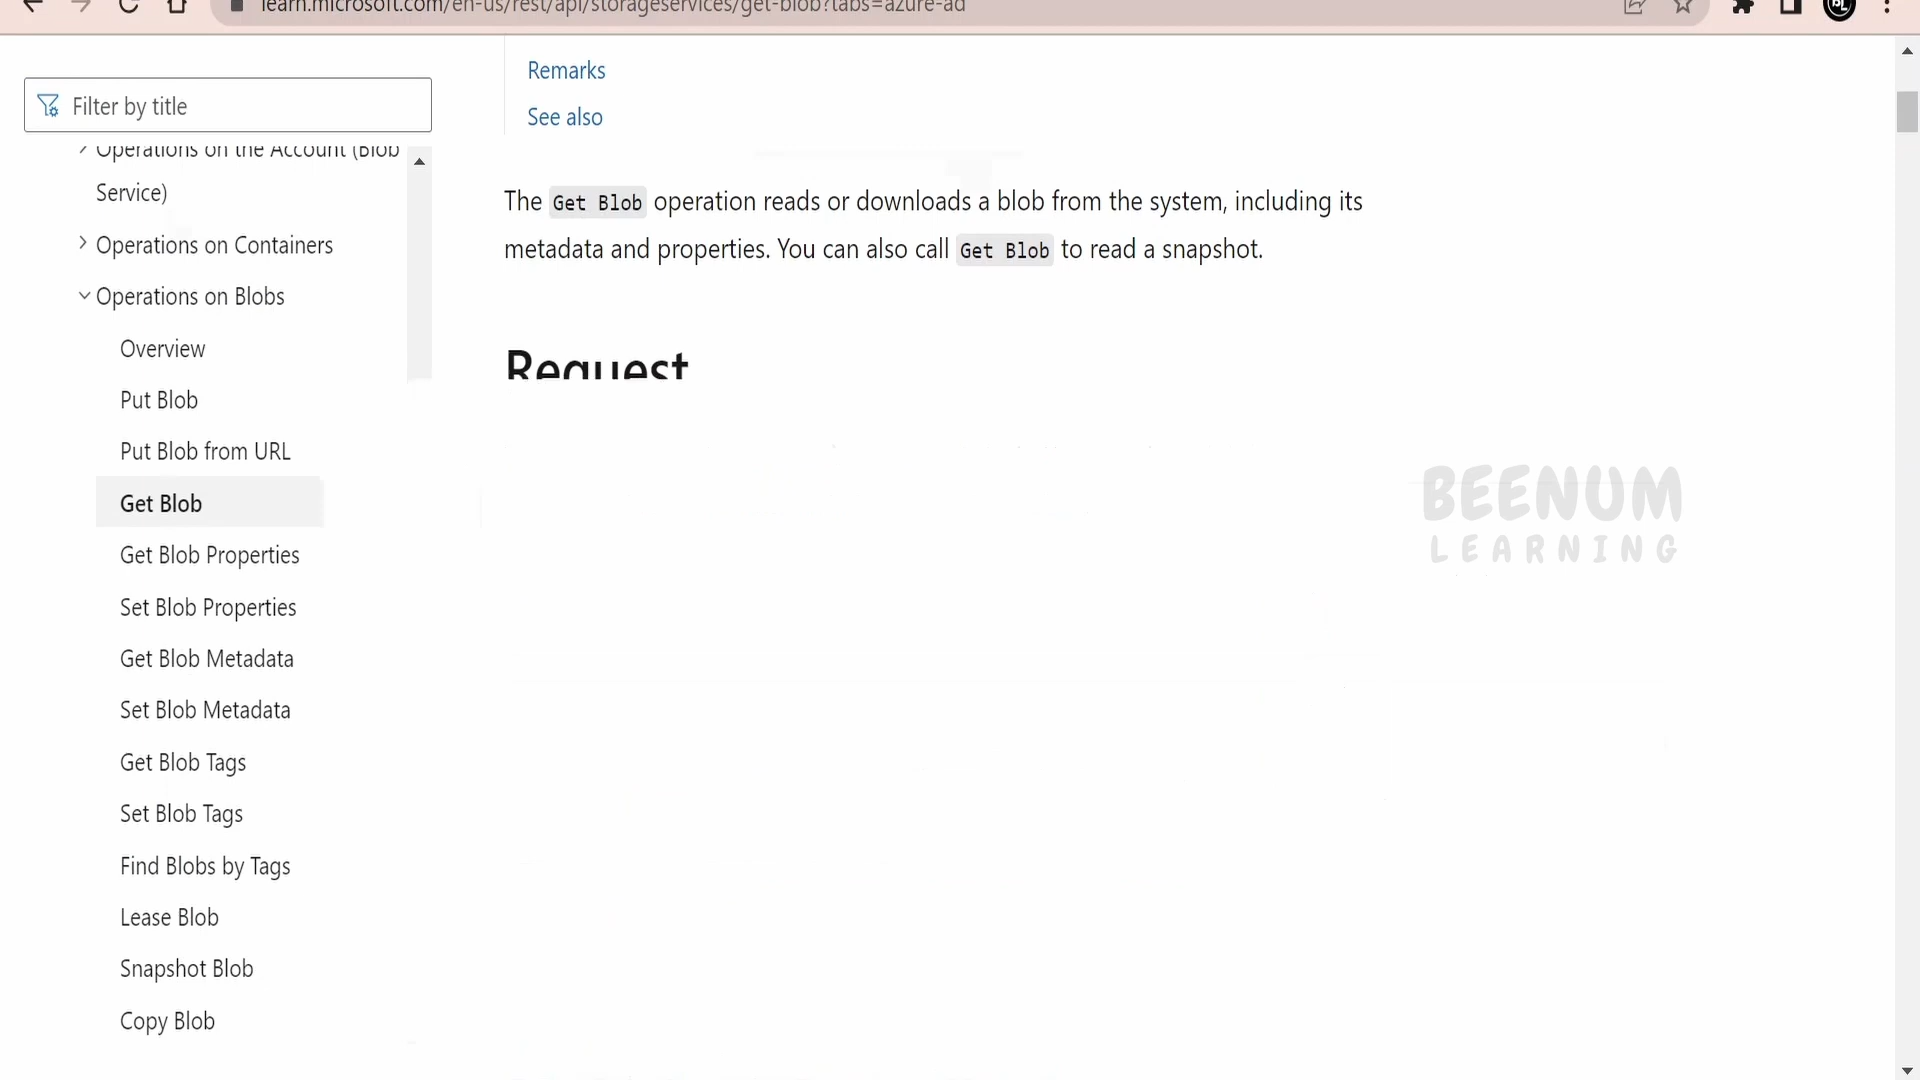 learn.microsoft.com/en-us/rest/api/storageservices/get-blob?tabs=azure-ad
Filter by title
Operations on the Account (Blob
Service)
Operations on Containers
Operations on Blobs
Overview
Put Blob
Put Blob from URL
Get Blob
Get Blob Properties
Set Blob Properties
Get Blob Metadata
Set Blob Metadata
Get Blob Tags
Set Blob Tags
Find Blobs by Tags
Lease Blob
Snapshot Blob
Copy Blob
Remarks
See also
The Get Blob operation reads or downloads a blob from the system, including its
metadata and properties. You can also call Get Blob to read a snapshot.
Request
BEENUM
LEARNING